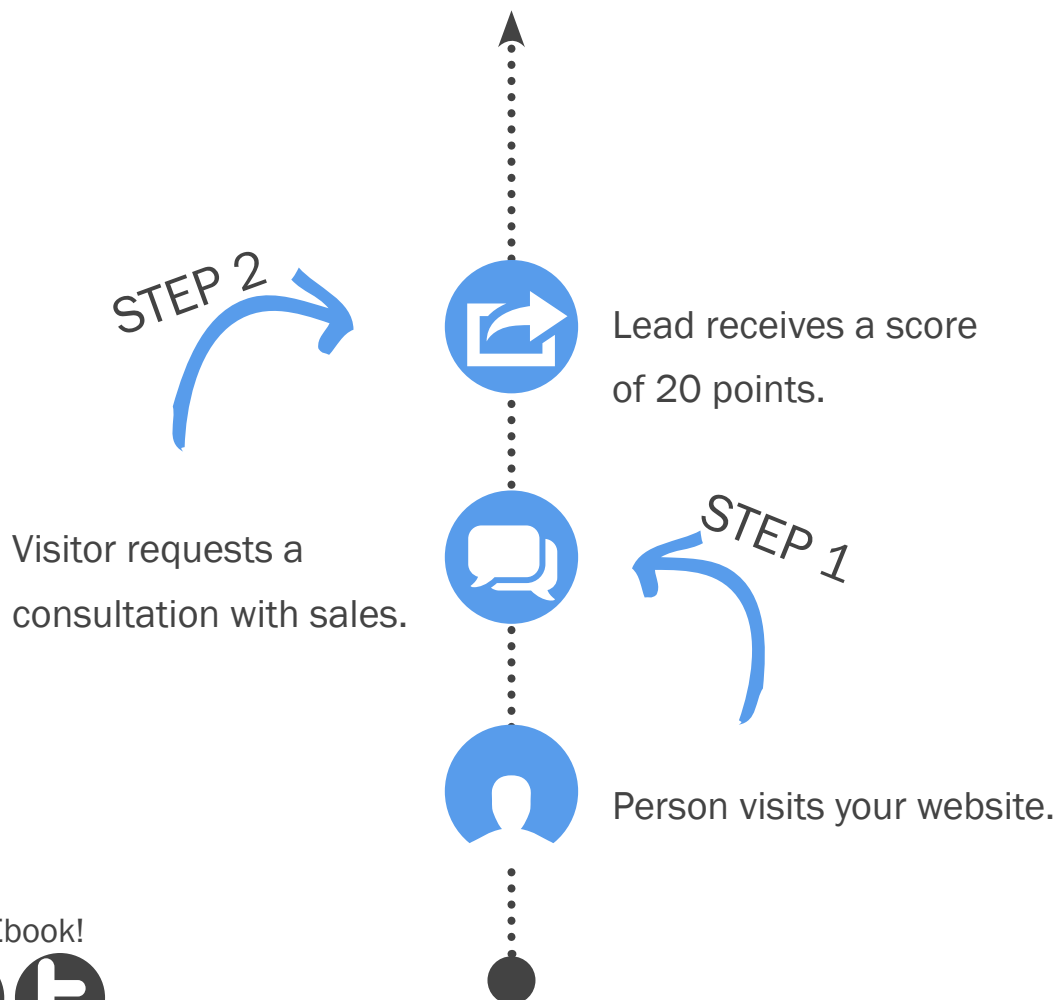 STEP 2
Lead receives a score
of 20 points.
STEP 1
Visitor requests a
consultation with sales.
Person visits your website.
book!